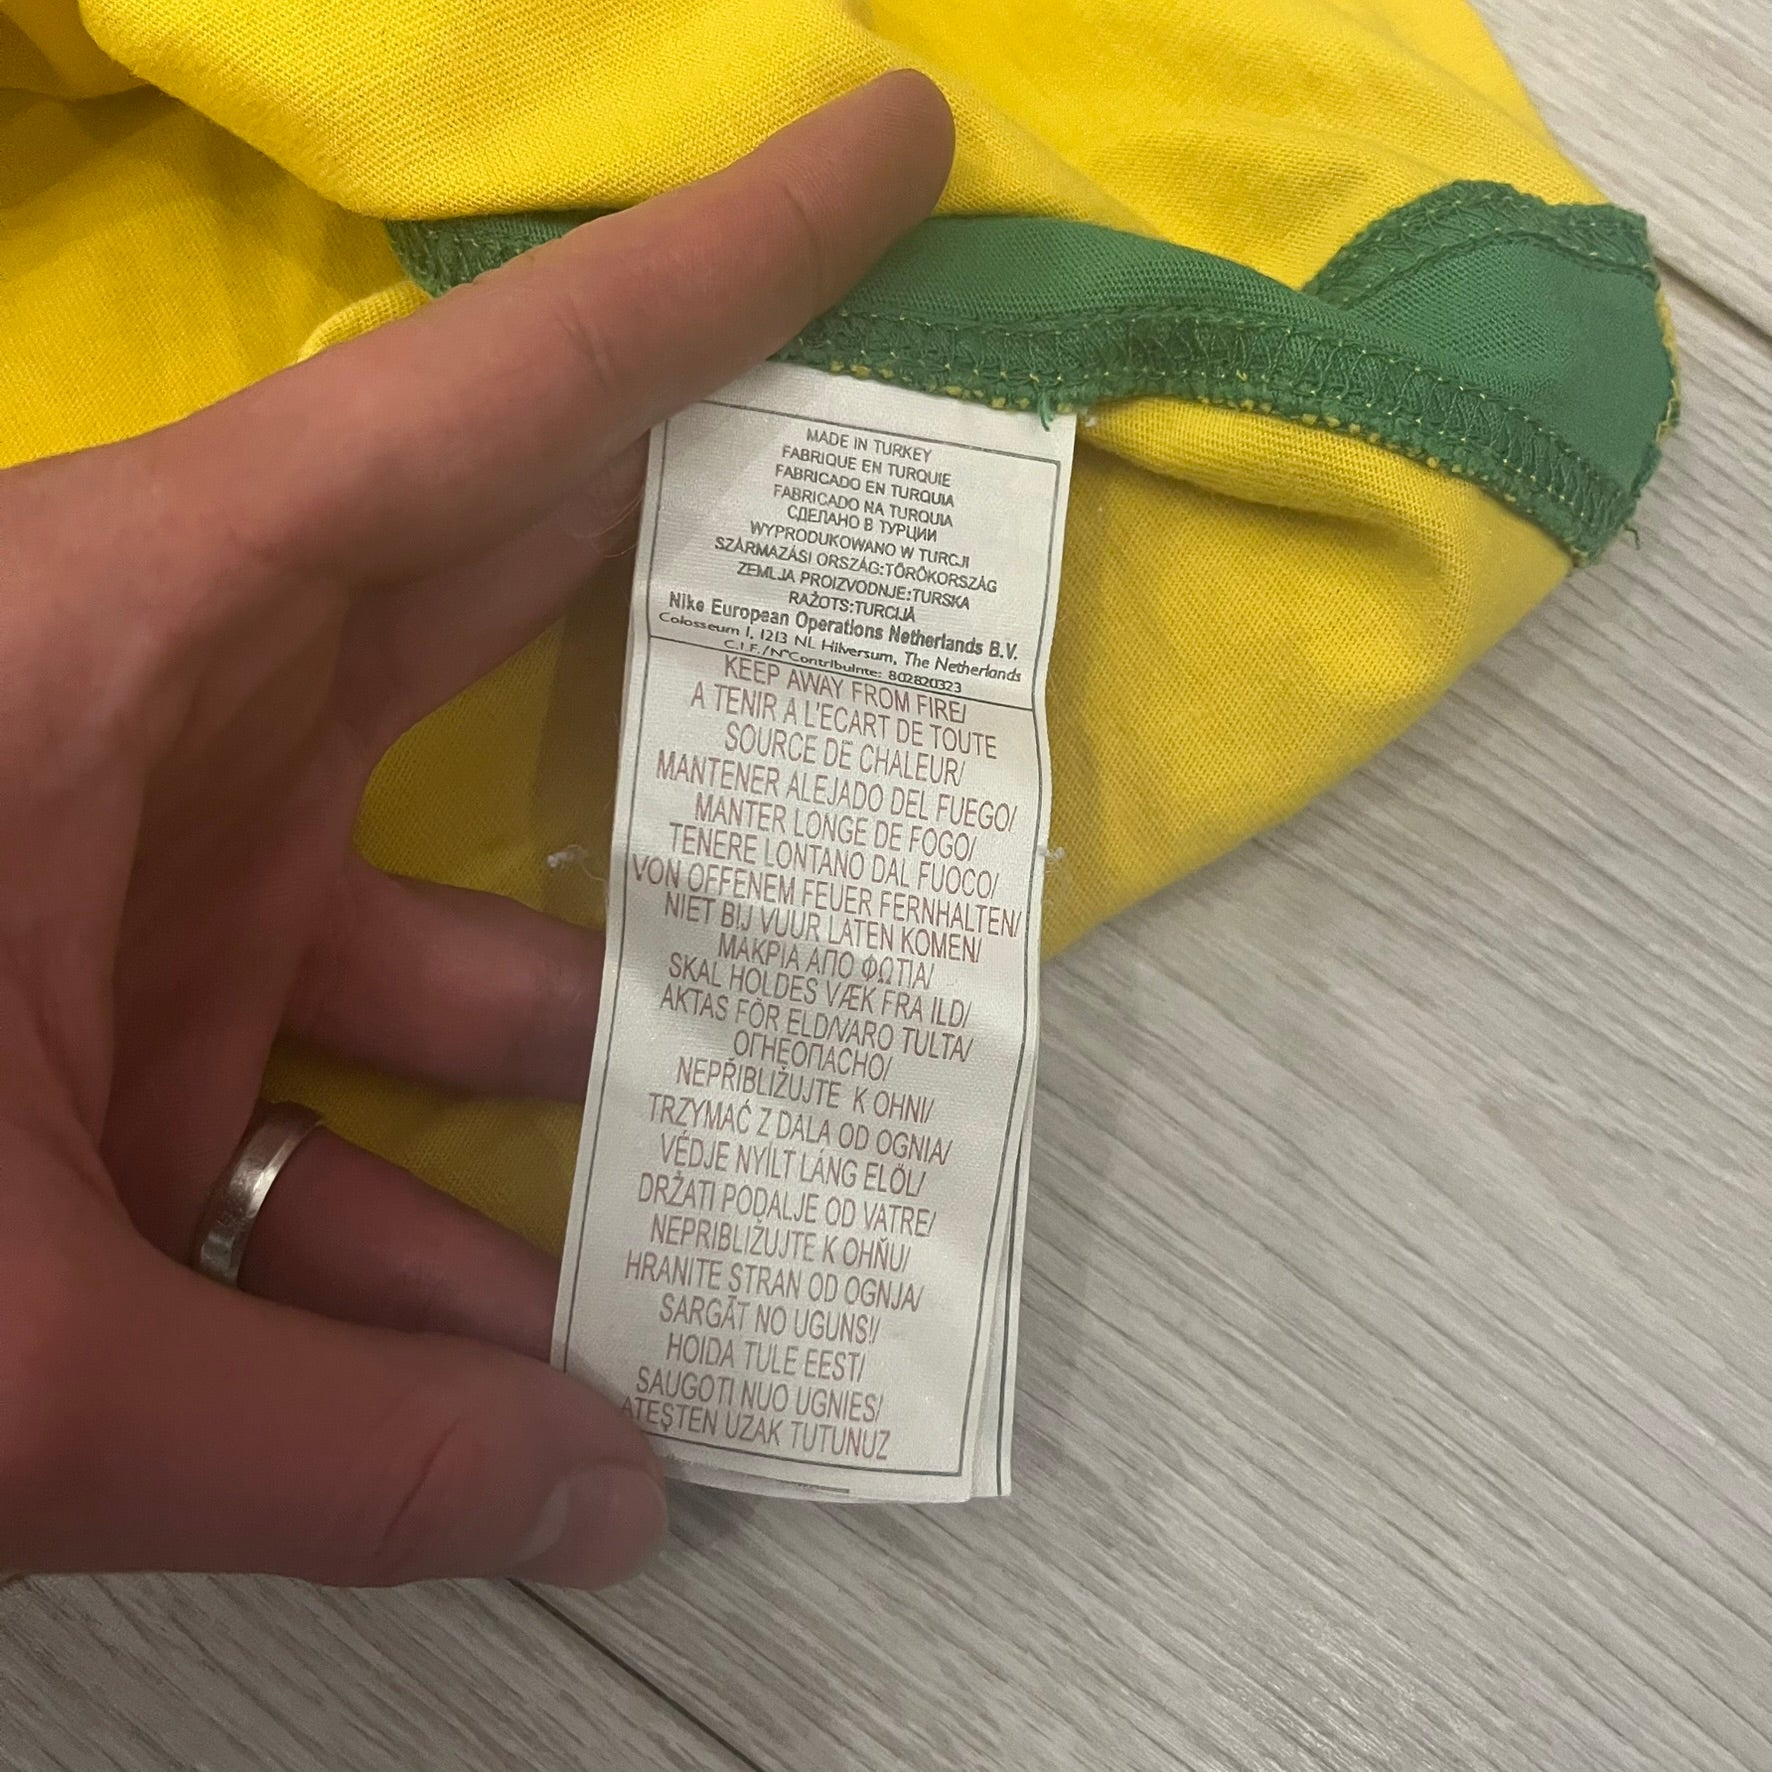 MADE IN TURKEY
FABRIQUE EN TURQUIE
FABRICADO EN TURQUIA
FABRICADO NA TURQUIA
СДЕЛАНО В ТУРЦИИ
WYPRODUKOWANO W TURCJI
SZÁRMAZÁSI ORSZÁG:TÖRÖKORSZÁG
ZEMLJA PROIZVODNJE:TURSKA
RAŽOTS:TURCIJĀ
Nike European Operations Netherlands B.V.
Colosseum 1, 1213 NL Hilversum, The Netherlands
C.I.F./N°Contribuinte: 802820323
KEEP AWAY FROM FIRE/
A TENIR A L'ECART DE TOUTE
SOURCE DE CHALEUR/
MANTENER ALEJADO DEL FUEGO/
MANTER LONGE DE FOGO/
TENERE LONTANO DAL FUOCO/
VON OFFENEM FEUER FERNHALTEN/
NIET BIJ VUUR LATEN KOMEN/
ΜΑΚΡΙΑ ΑΠΟ ΦΩΤΙΑ/
SKAL HOLDES VÆK FRA ILD/
AKTAS FÖR ELD/VARO TULTA/
ОГНЕОПАСНО/
NEPŘIBLIŽUJTE K OHNI/
TRZYMAĆ Z DALA OD OGNIA/
VÉDJE NYÍLT LÁNG ELŐL/
DRŽATI PODALJE OD VATRE/
NEPRIBLIŽUJTE K OHŇU/
HRANITE STRAN OD OGNJA/
SARGĀT NO UGUNS!/
HOIDA TULE EEST/
SAUGOTI NUO UGNIES/
ATEŞTEN UZAK TUTUNUZ